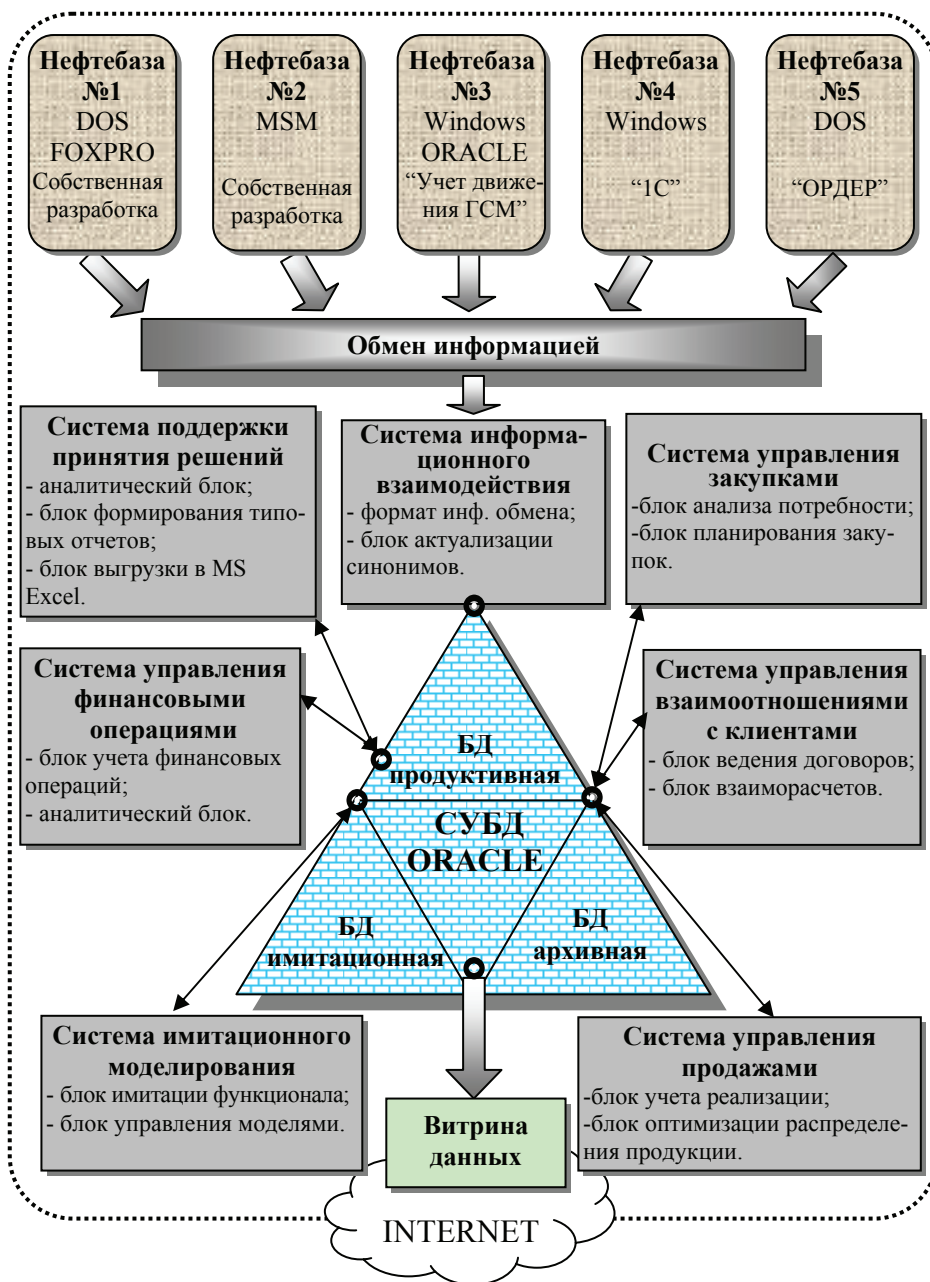 Нефтебаза
№1
DOS
FOXPRO
Собственная
разработка
Нефтебаза
№2
MSM
Собственная
разработка
Нефтебаза
№3
Windows
ORACLE
“Учет движе-
ния ГСМ”
Нефтебаза
№4
Windows
“1С”
Нефтебаза
№5
DOS
“ОРДЕР”
Обмен информацией
Система поддержки
принятия решений
- аналитический блок;
- блок формирования типо-
вых отчетов;
- блок выгрузки в MS
Excel.
Система информа-
ционного
взаимодействия
- формат инф. обмена;
- блок актуализации
синонимов.
Система управления
закупками
-блок анализа потребности;
-блок планирования заку-
пок.
Система управления
финансовыми
операциями
- блок учета финансовых
операций;
- аналитический блок.
Система управления
взаимоотношениями
с клиентами
- блок ведения договоров;
- блок взаиморасчетов.
БД
продуктивная
СУБД
ORACLE
БД
имитационная
БД
архивная
Система имитационного
моделирования
- блок имитации функционала;
- блок управления моделями.
Система управления
продажами
-блок учета реализации;
-блок оптимизации распределе-
ния продукции.
Витрина
данных
INTERNET